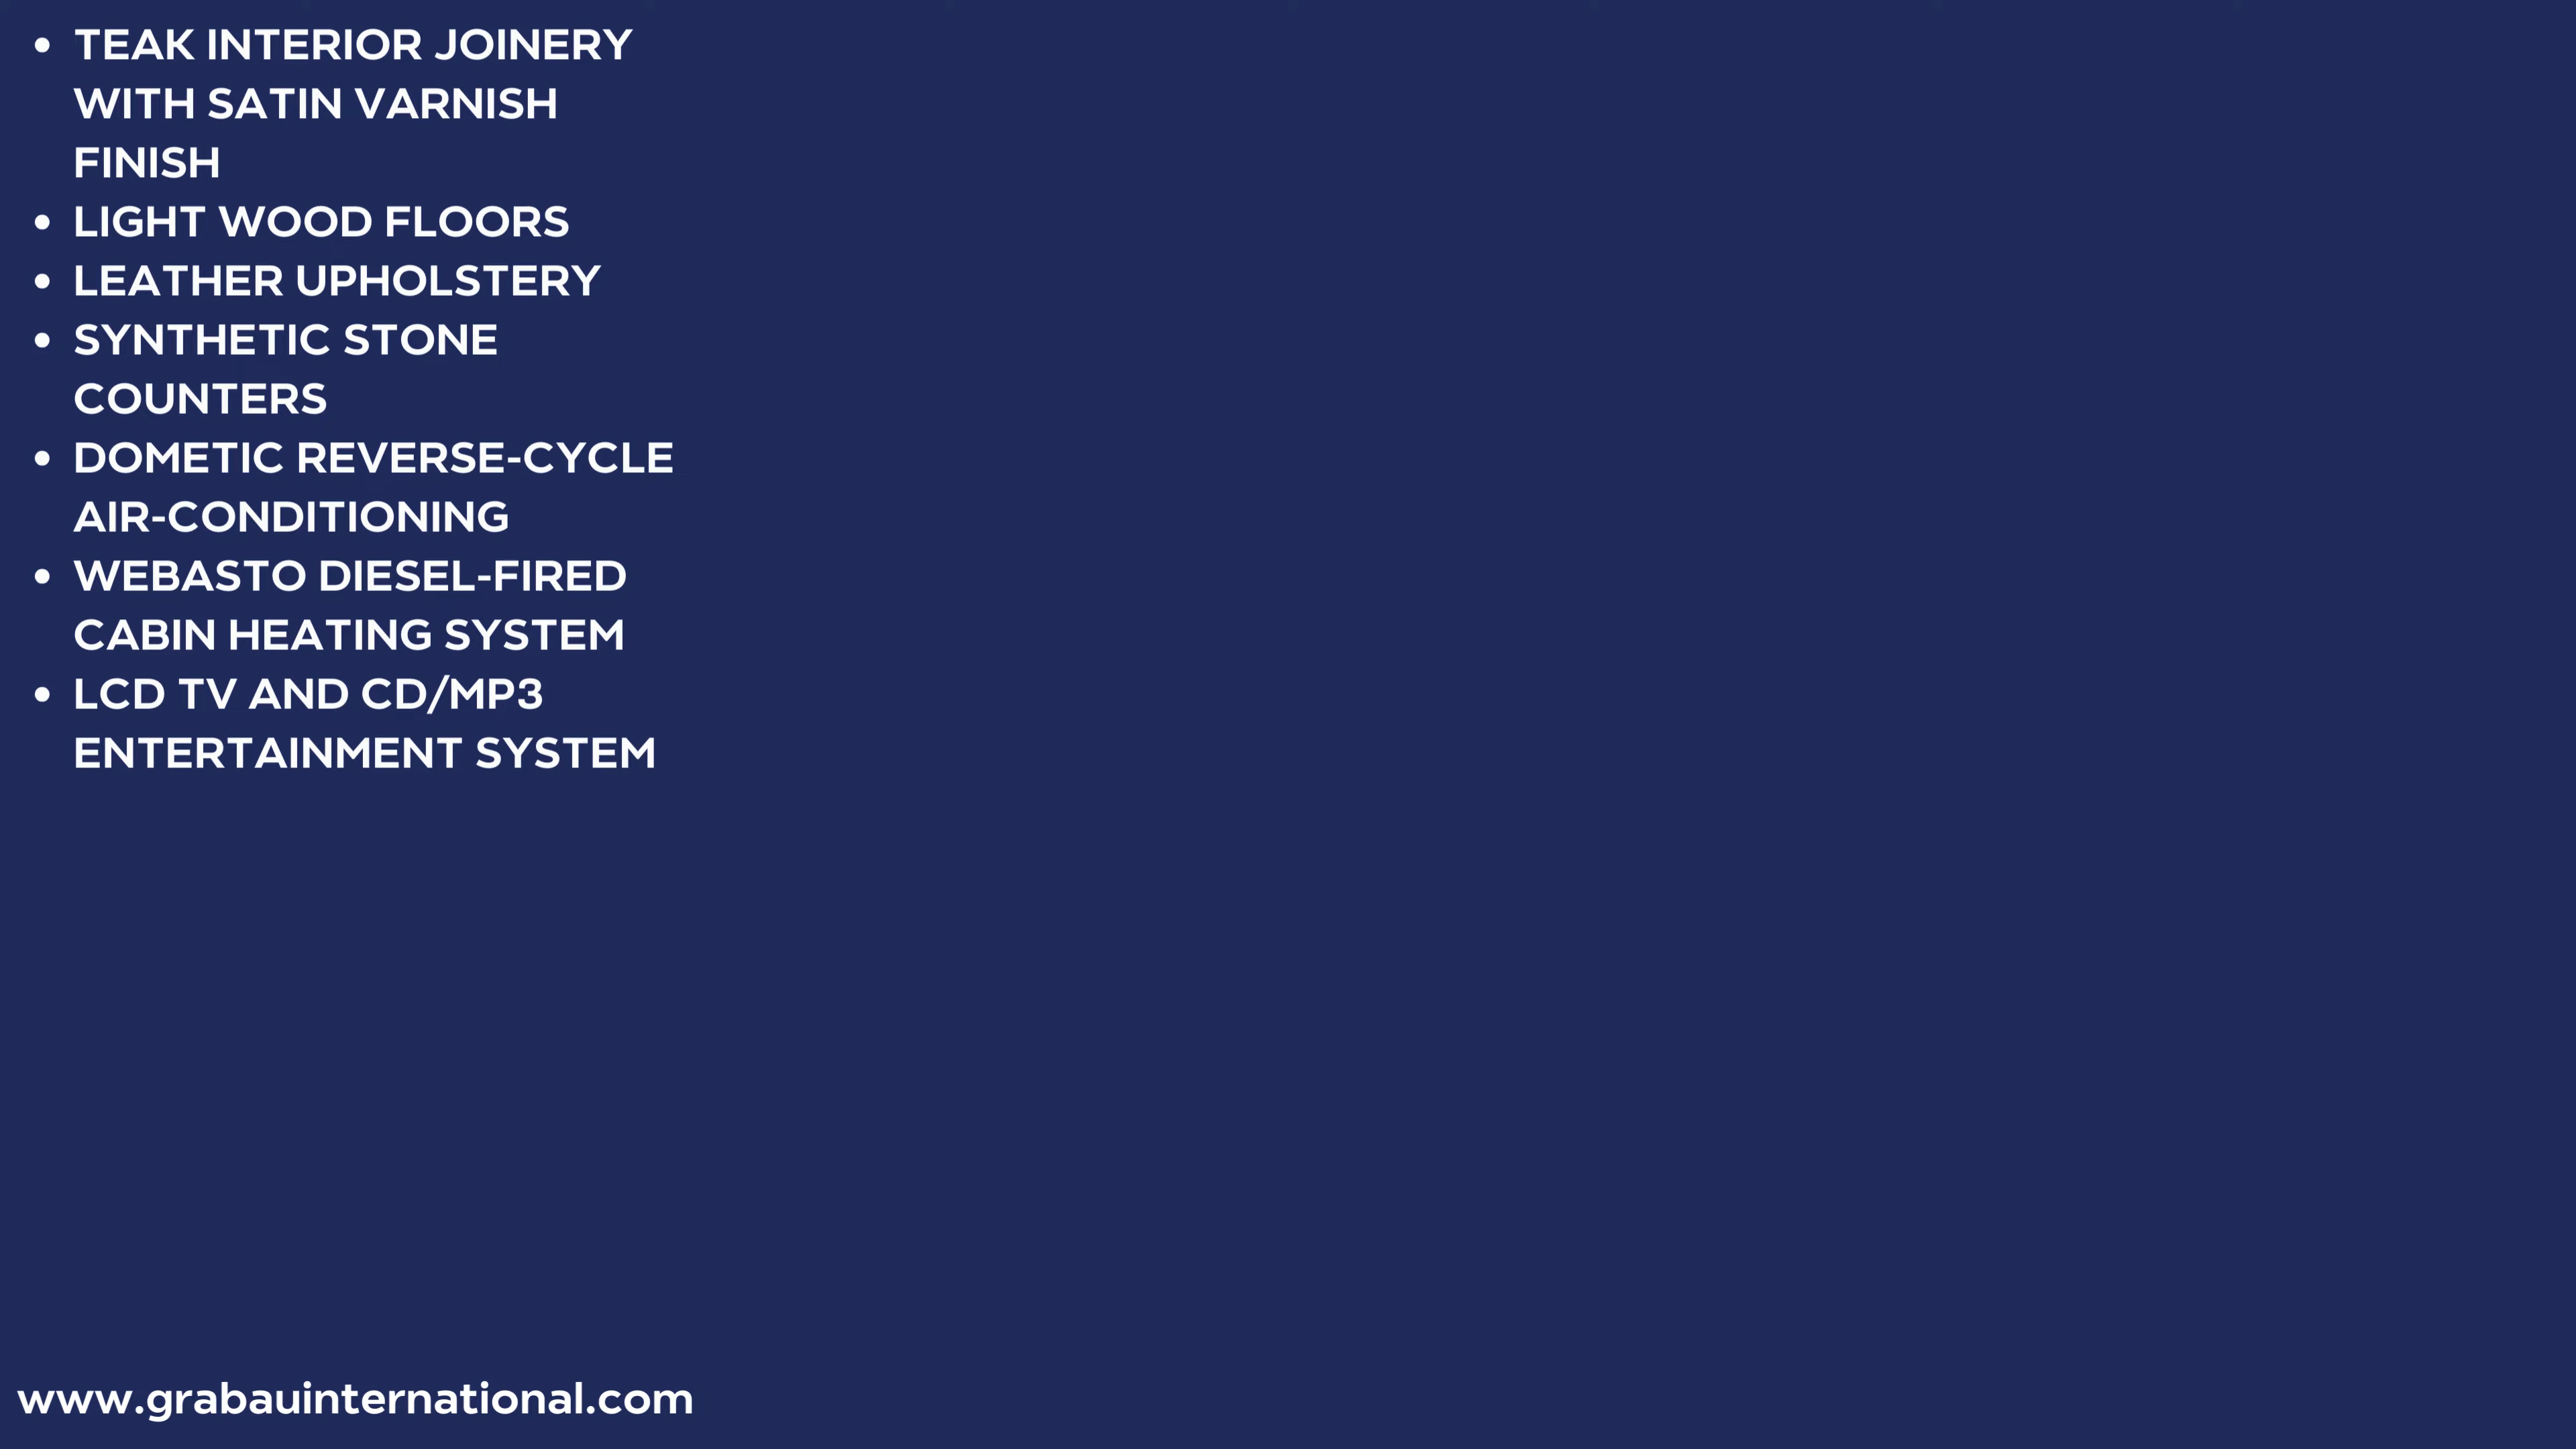 • TEAK INTERIOR JOINERY
WITH SATIN VARNISH
FINISH
• LIGHT WOOD FLOORS
• LEATHER UPHOLSTERY
• SYNTHETIC STONE
COUNTERS
• DOMETIC REVERSE-CYCLE
AIR-CONDITIONING
• WEBASTO DIESEL-FIRED
CABIN HEATING SYSTEM
• LCD TV AND CD/MP3
ENTERTAINMENT SYSTEM
www.grabauinternational.com